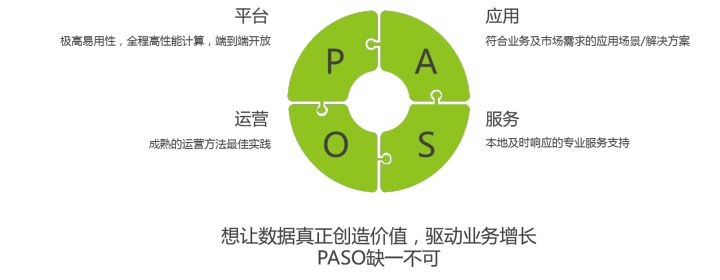 平台
极高易用性，全程高性能计算，端到端开放
应用
符合业务及市场需求的应用场景/解决方案
P
A
运营
成熟的运营方法最佳实践
服务
本地及时响应的专业服务支持
O
S
想让数据真正创造价值，驱动业务增长
PASO缺一不可